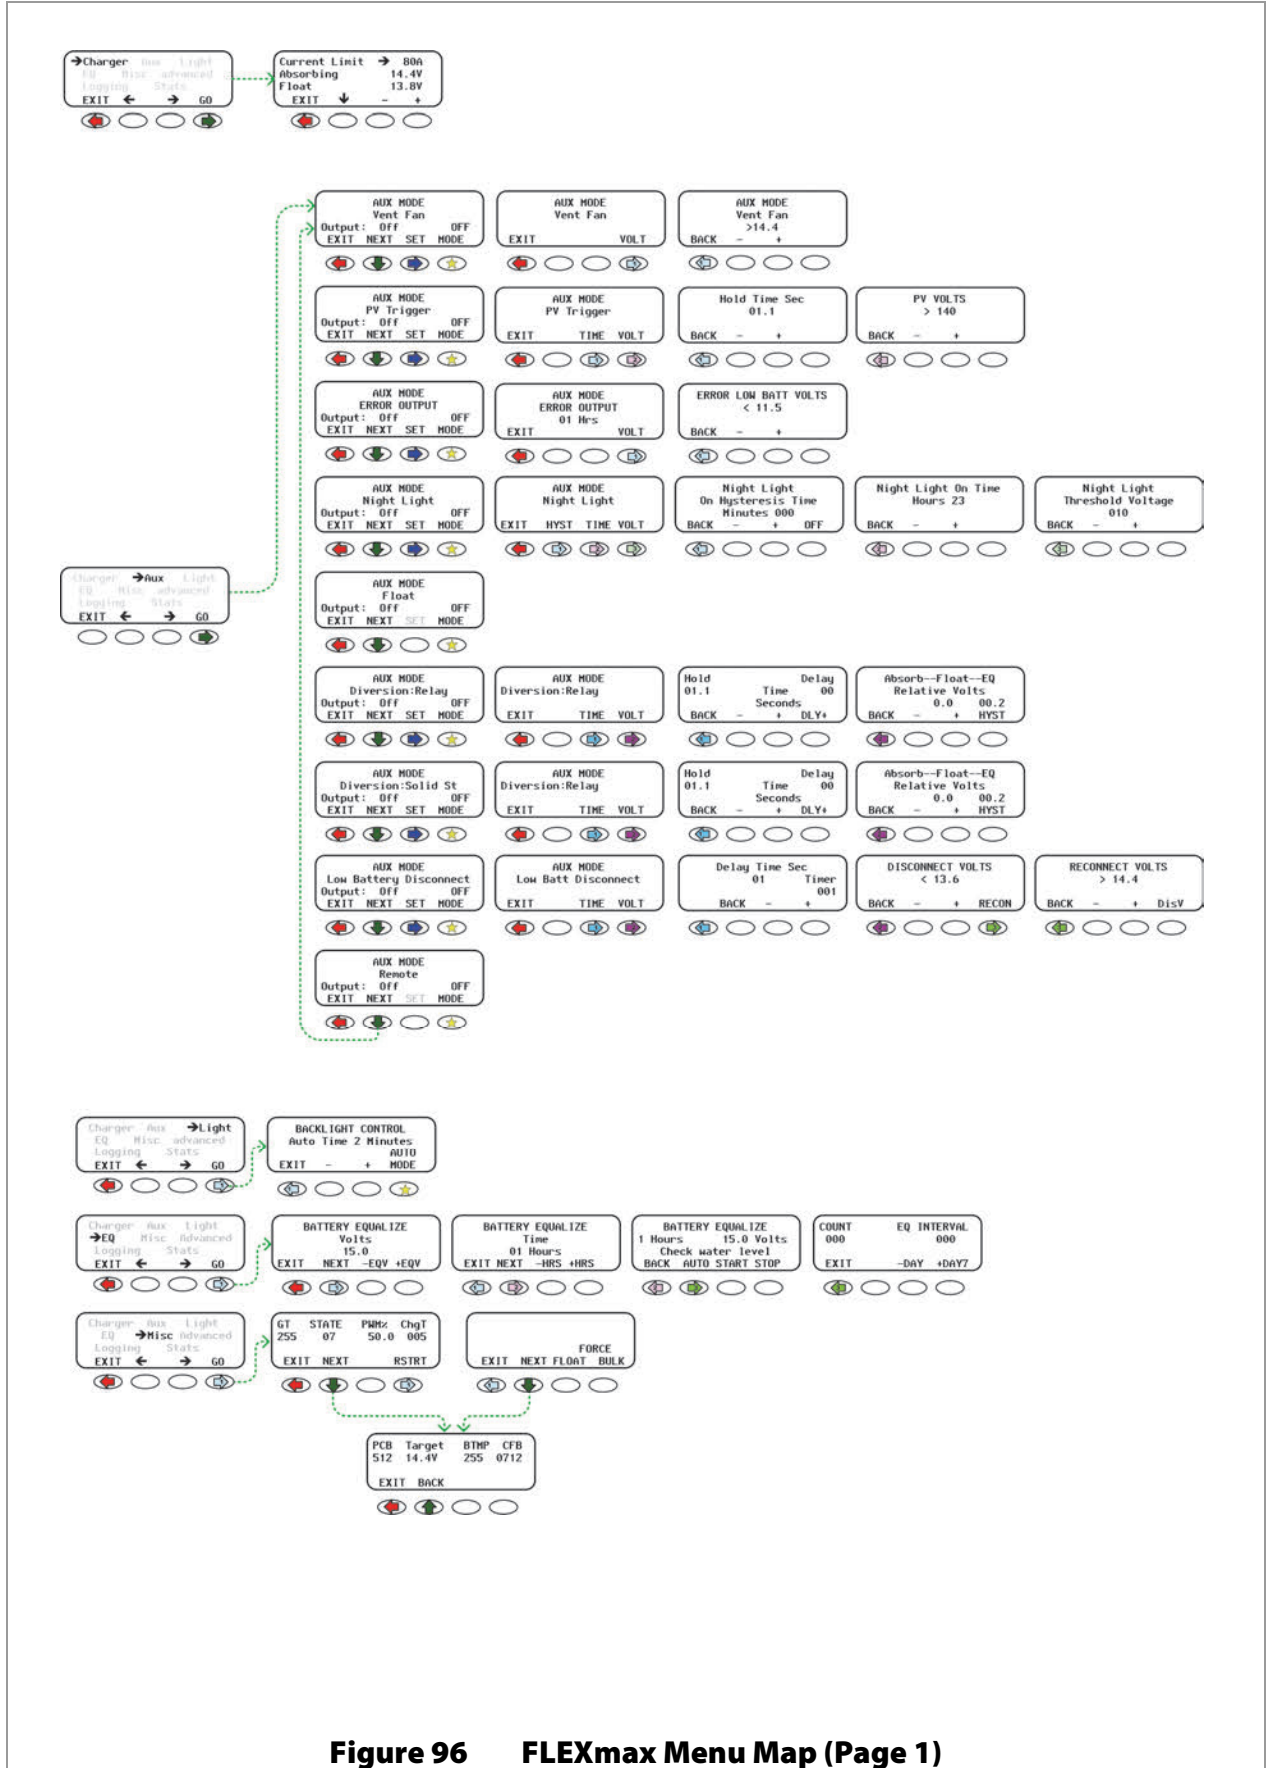 →Charger Aux Light
EQ Misc advanced
Logging Stats
EXIT ← → GO
Current Limit → 80A
Absorbing 14.4V
Float 13.8V
EXIT ↓ - +
AUX MODE
Vent Fan
Output: Off OFF
EXIT NEXT SET MODE
AUX MODE
Vent Fan
EXIT VOLT
AUX MODE
Vent Fan
>14.4
BACK - +
AUX MODE
PV Trigger
Output: Off OFF
EXIT NEXT SET MODE
AUX MODE
PV Trigger
EXIT TIME VOLT
Hold Time Sec
01.1
BACK - +
PV VOLTS
> 140
BACK - +
AUX MODE
ERROR OUTPUT
Output: Off OFF
EXIT NEXT SET MODE
AUX MODE
ERROR OUTPUT
01 Hrs
EXIT VOLT
ERROR LOW BATT VOLTS
< 11.5
BACK - +
AUX MODE
Night Light
Output: Off OFF
EXIT NEXT SET MODE
AUX MODE
Night Light
EXIT HYST TIME VOLT
Night Light
On Hysteresis Time
Minutes 000
BACK - + OFF
Night Light On Time
Hours 23
BACK - +
Night Light
Threshold Voltage
010
BACK - +
Charger →Aux Light
EQ Misc advanced
Logging Stats
EXIT ← → GO
AUX MODE
Float
Output: Off OFF
EXIT NEXT SET MODE
AUX MODE
Diversion:Relay
Output: Off OFF
EXIT NEXT SET MODE
AUX MODE
Diversion:Relay
EXIT TIME VOLT
Hold Delay
01.1 Time 00
Seconds
BACK - + DLY+
Absorb--Float--EQ
Relative Volts
0.0 00.2
BACK - + HYST
AUX MODE
Diversion:Solid St
Output: Off OFF
EXIT NEXT SET MODE
AUX MODE
Diversion:Relay
EXIT TIME VOLT
Hold Delay
01.1 Time 00
Seconds
BACK - + DLY+
Absorb--Float--EQ
Relative Volts
0.0 00.2
BACK - + HYST
AUX MODE
Low Battery Disconnect
Output: Off OFF
EXIT NEXT SET MODE
AUX MODE
Low Batt Disconnect
EXIT TIME VOLT
Delay Time Sec
01 Timer
001
BACK - +
DISCONNECT VOLTS
< 13.6
BACK - + RECON
RECONNECT VOLTS
> 14.4
BACK - + DisV
AUX MODE
Remote
Output: Off OFF
EXIT NEXT SET MODE
Charger Aux →Light
EQ Misc advanced
Logging Stats
EXIT ← → GO
BACKLIGHT CONTROL
Auto Time 2 Minutes
AUTO
EXIT - + MODE
Charger Aux Light
→EQ Misc Advanced
Logging Stats
EXIT ← → GO
BATTERY EQUALIZE
Volts
15.0
EXIT NEXT -EQV +EQV
BATTERY EQUALIZE
Time
01 Hours
EXIT NEXT -HRS +HRS
BATTERY EQUALIZE
1 Hours 15.0 Volts
Check water level
BACK AUTO START STOP
COUNT EQ INTERVAL
000 000
EXIT -DAY +DAY7
Charger Aux Light
EQ →Misc Advanced
Logging Stats
EXIT ← → GO
GT STATE PWM% ChgT
255 07 50.0 005
EXIT NEXT RSTRT
FORCE
EXIT NEXT FLOAT BULK
PCB Target BTMP CFB
512 14.4V 255 0712
EXIT BACK
Figure 96 FLEXmax Menu Map (Page 1)